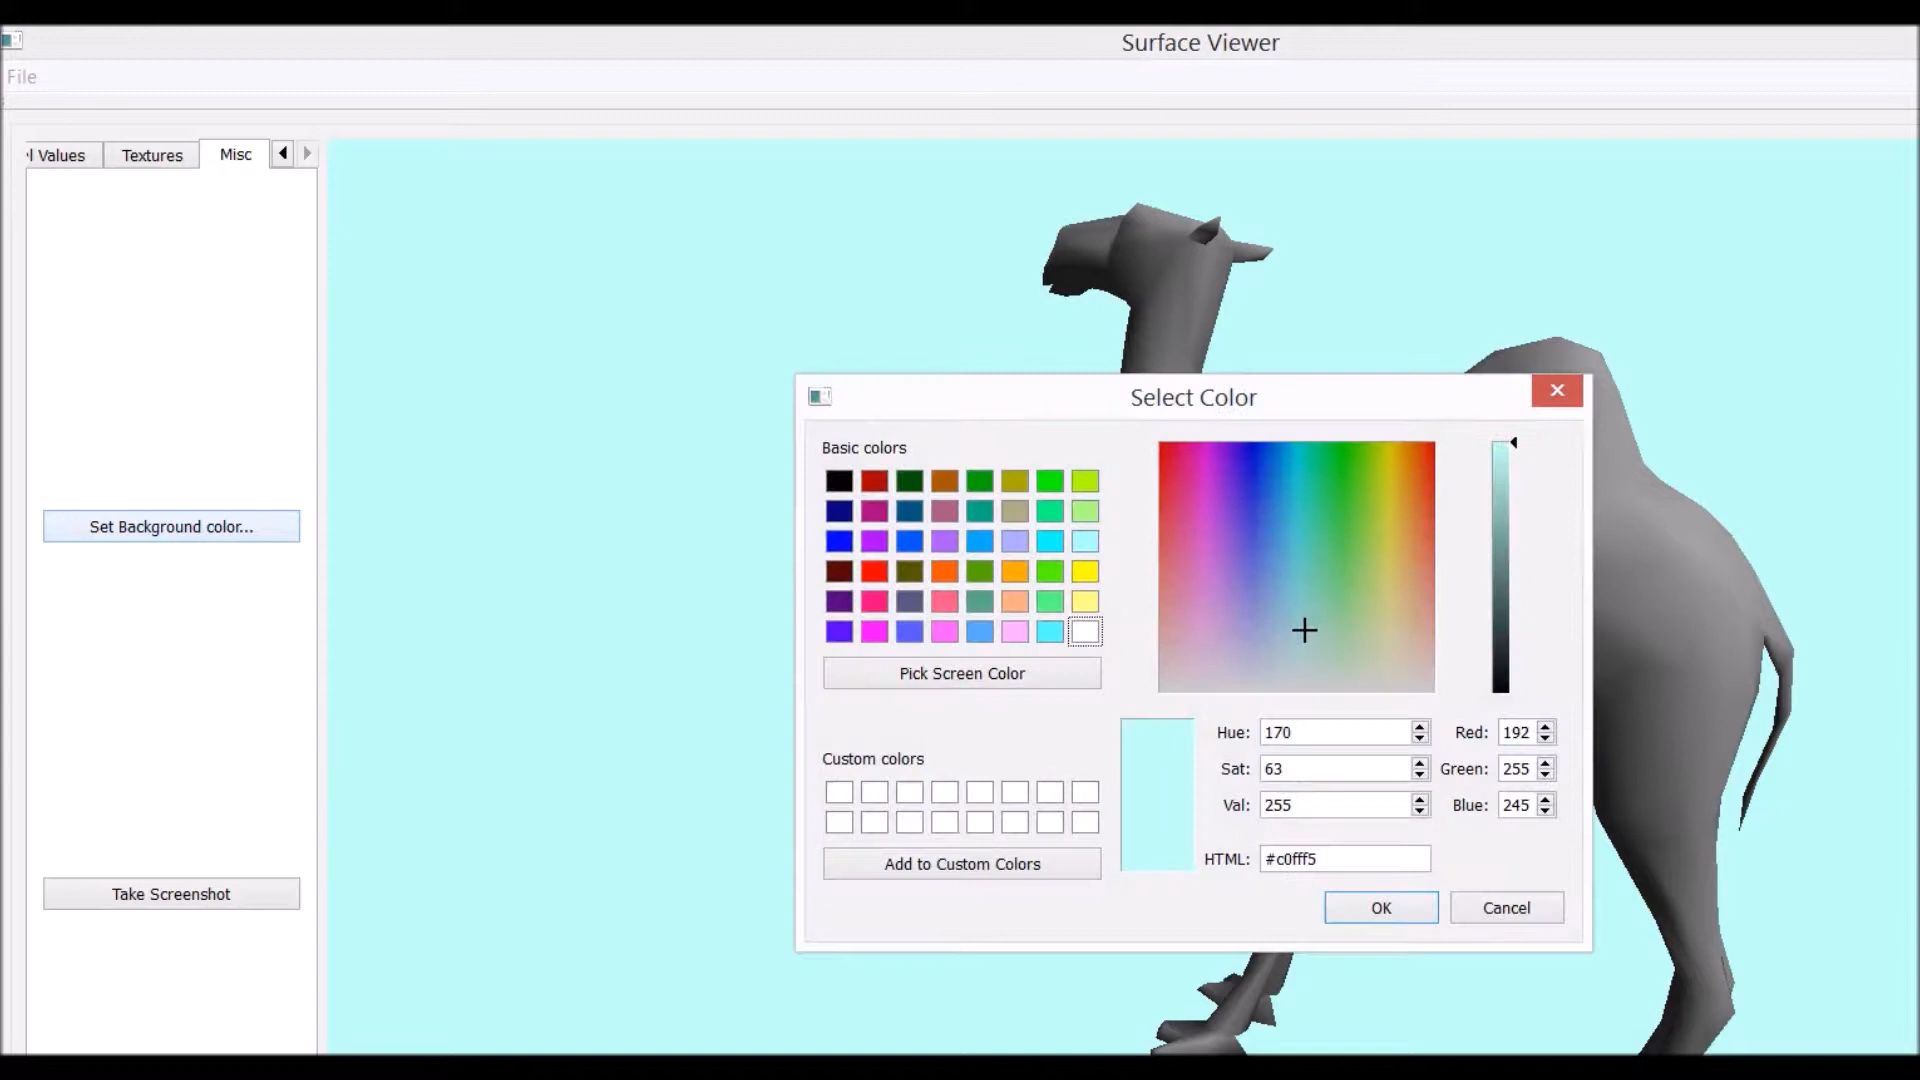 Surface Viewer
File
l Values
Textures
Misc
Set Background color...
Take Screenshot
Select Color
Basic colors
Pick Screen Color
Custom colors
Add to Custom Colors
Hue: 170
Red: 192
Sat: 63
Green: 255
Val: 255
Blue: 245
HTML: #c0fff5
OK
Cancel